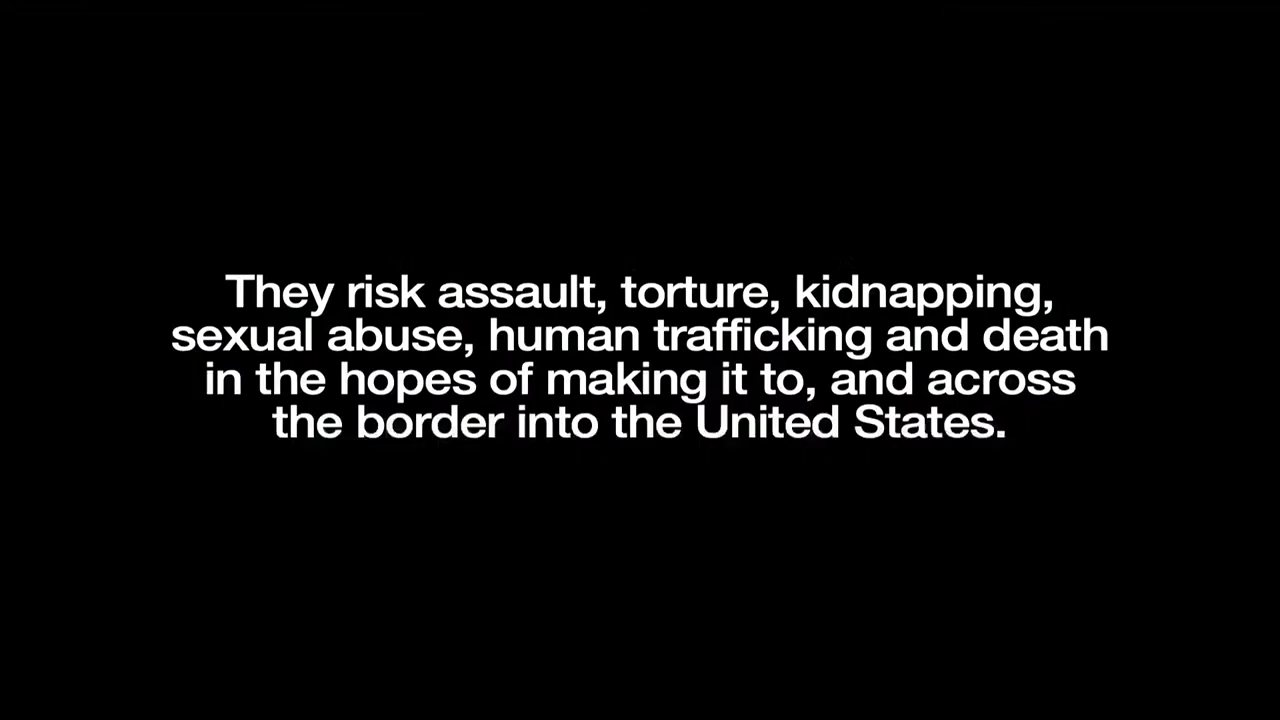 They risk assault, torture, kidnapping,
sexual abuse, human trafficking and death
in the hopes of making it to, and across
the border into the United States.